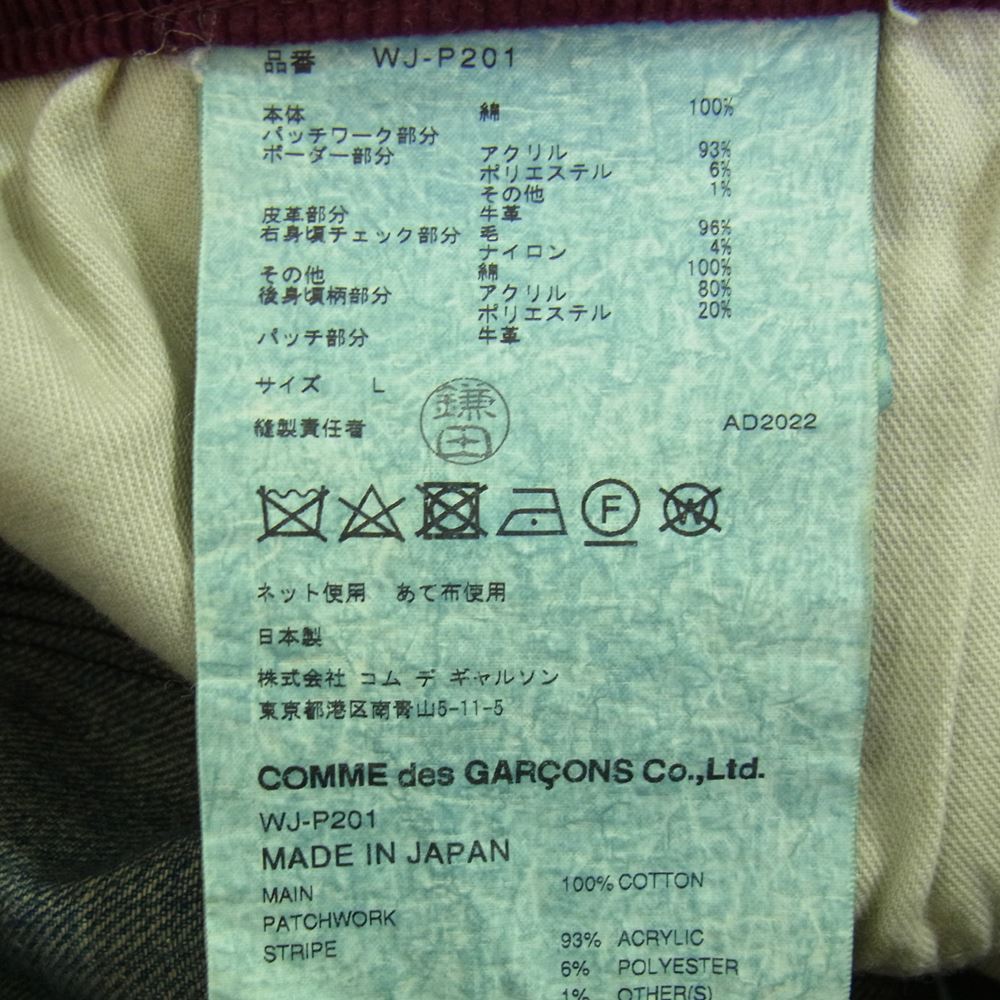 品番 WJ-P201
本体 綿 100%
パッチワーク部分
ボーダー部分 アクリル 93%
ポリエステル 6%
その他 1%
皮革部分 牛革
右身頃チェック部分 毛 96%
ナイロン 4%
その他 綿 100%
後身頃柄部分 アクリル 80%
ポリエステル 20%
パッチ部分 牛革
サイズ L
鎌田
縫製責任者 AD2022
F W
ネット使用 あて布使用
日本製
株式会社 コム デ ギャルソン
東京都港区南青山5-11-5
COMME des GARÇONS Co.,Ltd.
WJ-P201
MADE IN JAPAN
MAIN 100% COTTON
PATCHWORK
STRIPE 93% ACRYLIC
6% POLYESTER
1% OTHER(S)